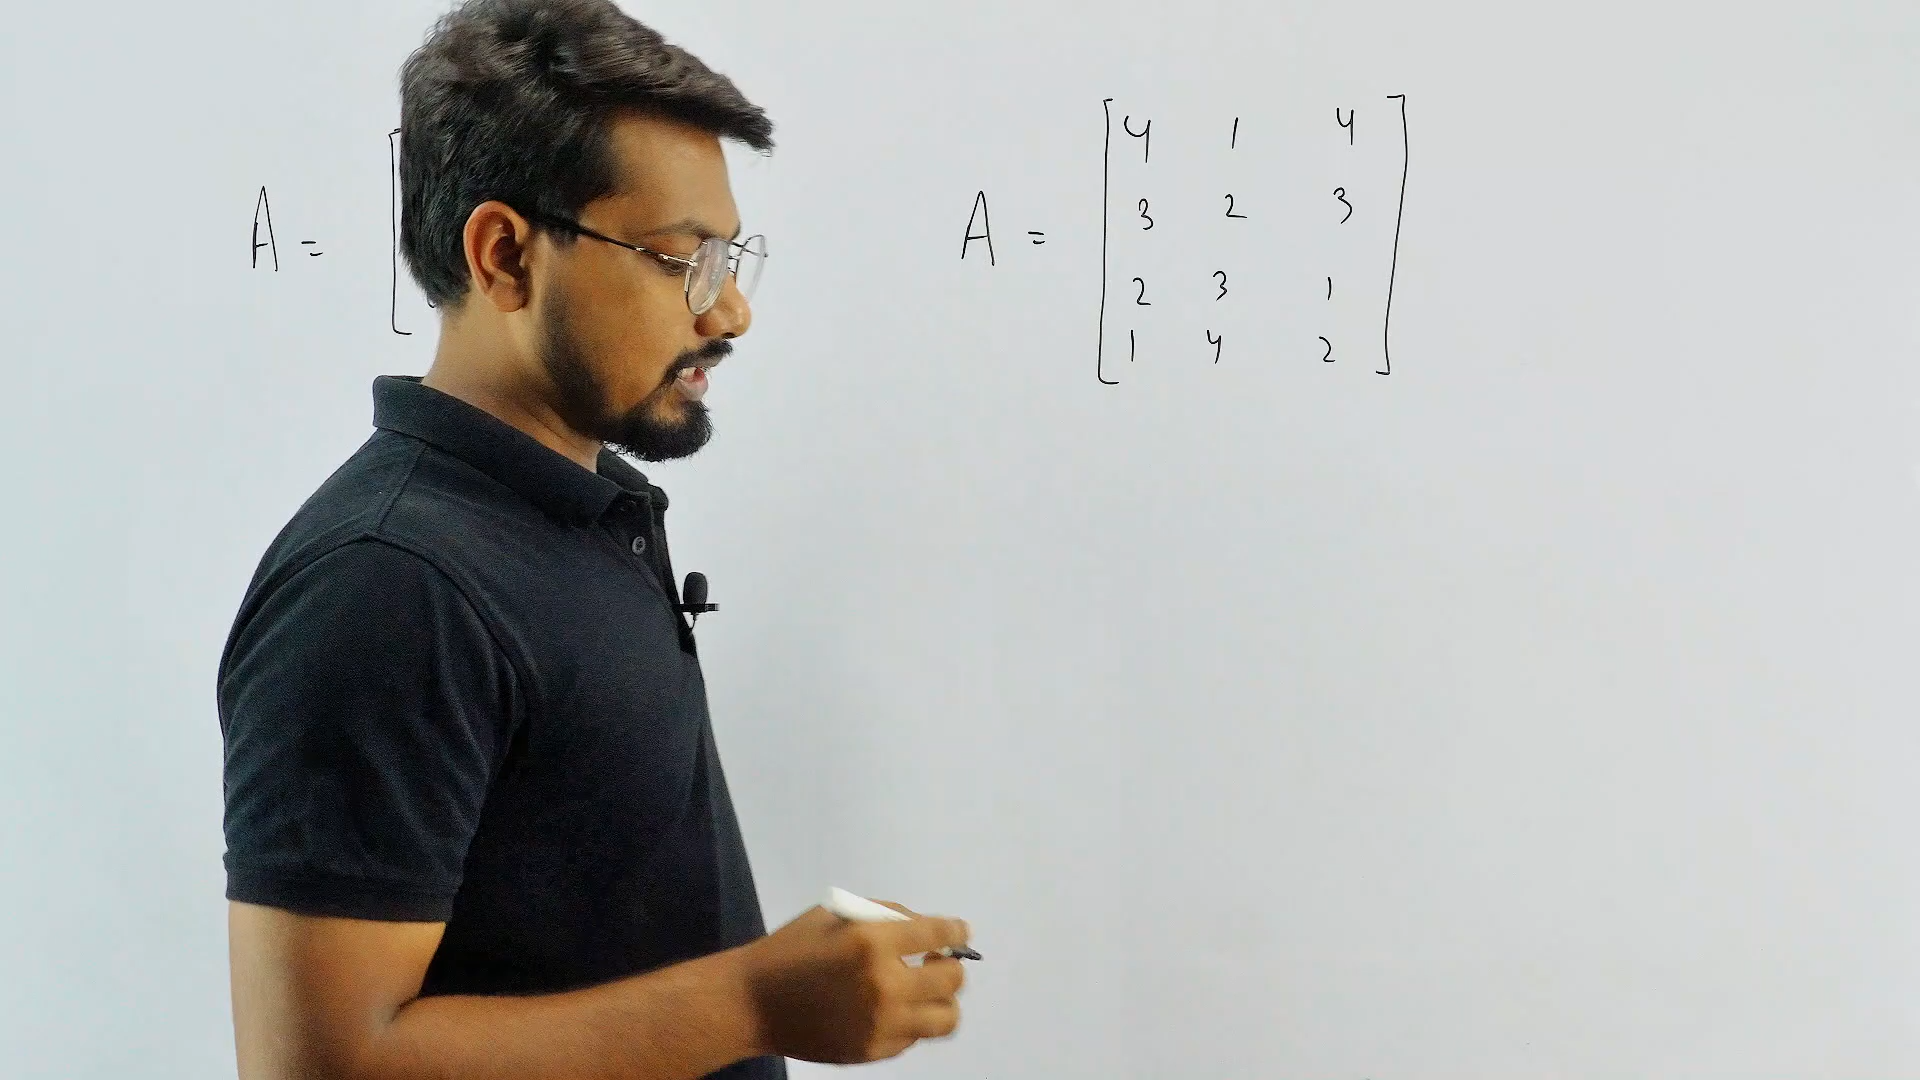 A = [
A = [ 4 1 4
3 2 3
2 3 1
1 4 2 ]